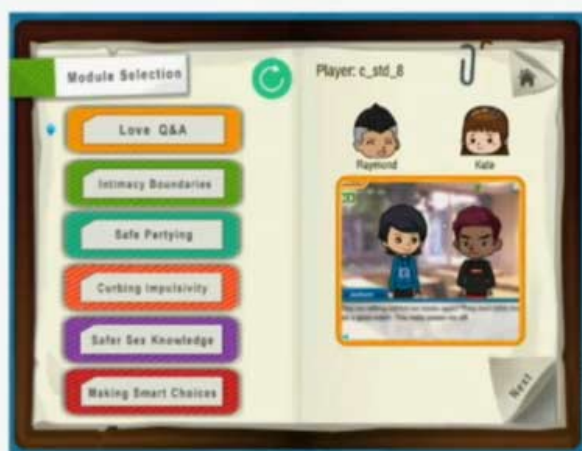 Module Selection
Love Q&A
Intimacy Boundaries
Safe Partying
Curbing Impulsivity
Safer Sex Knowledge
Making Smart Choices
Player: c_std_8
Raymond
Kate
Next